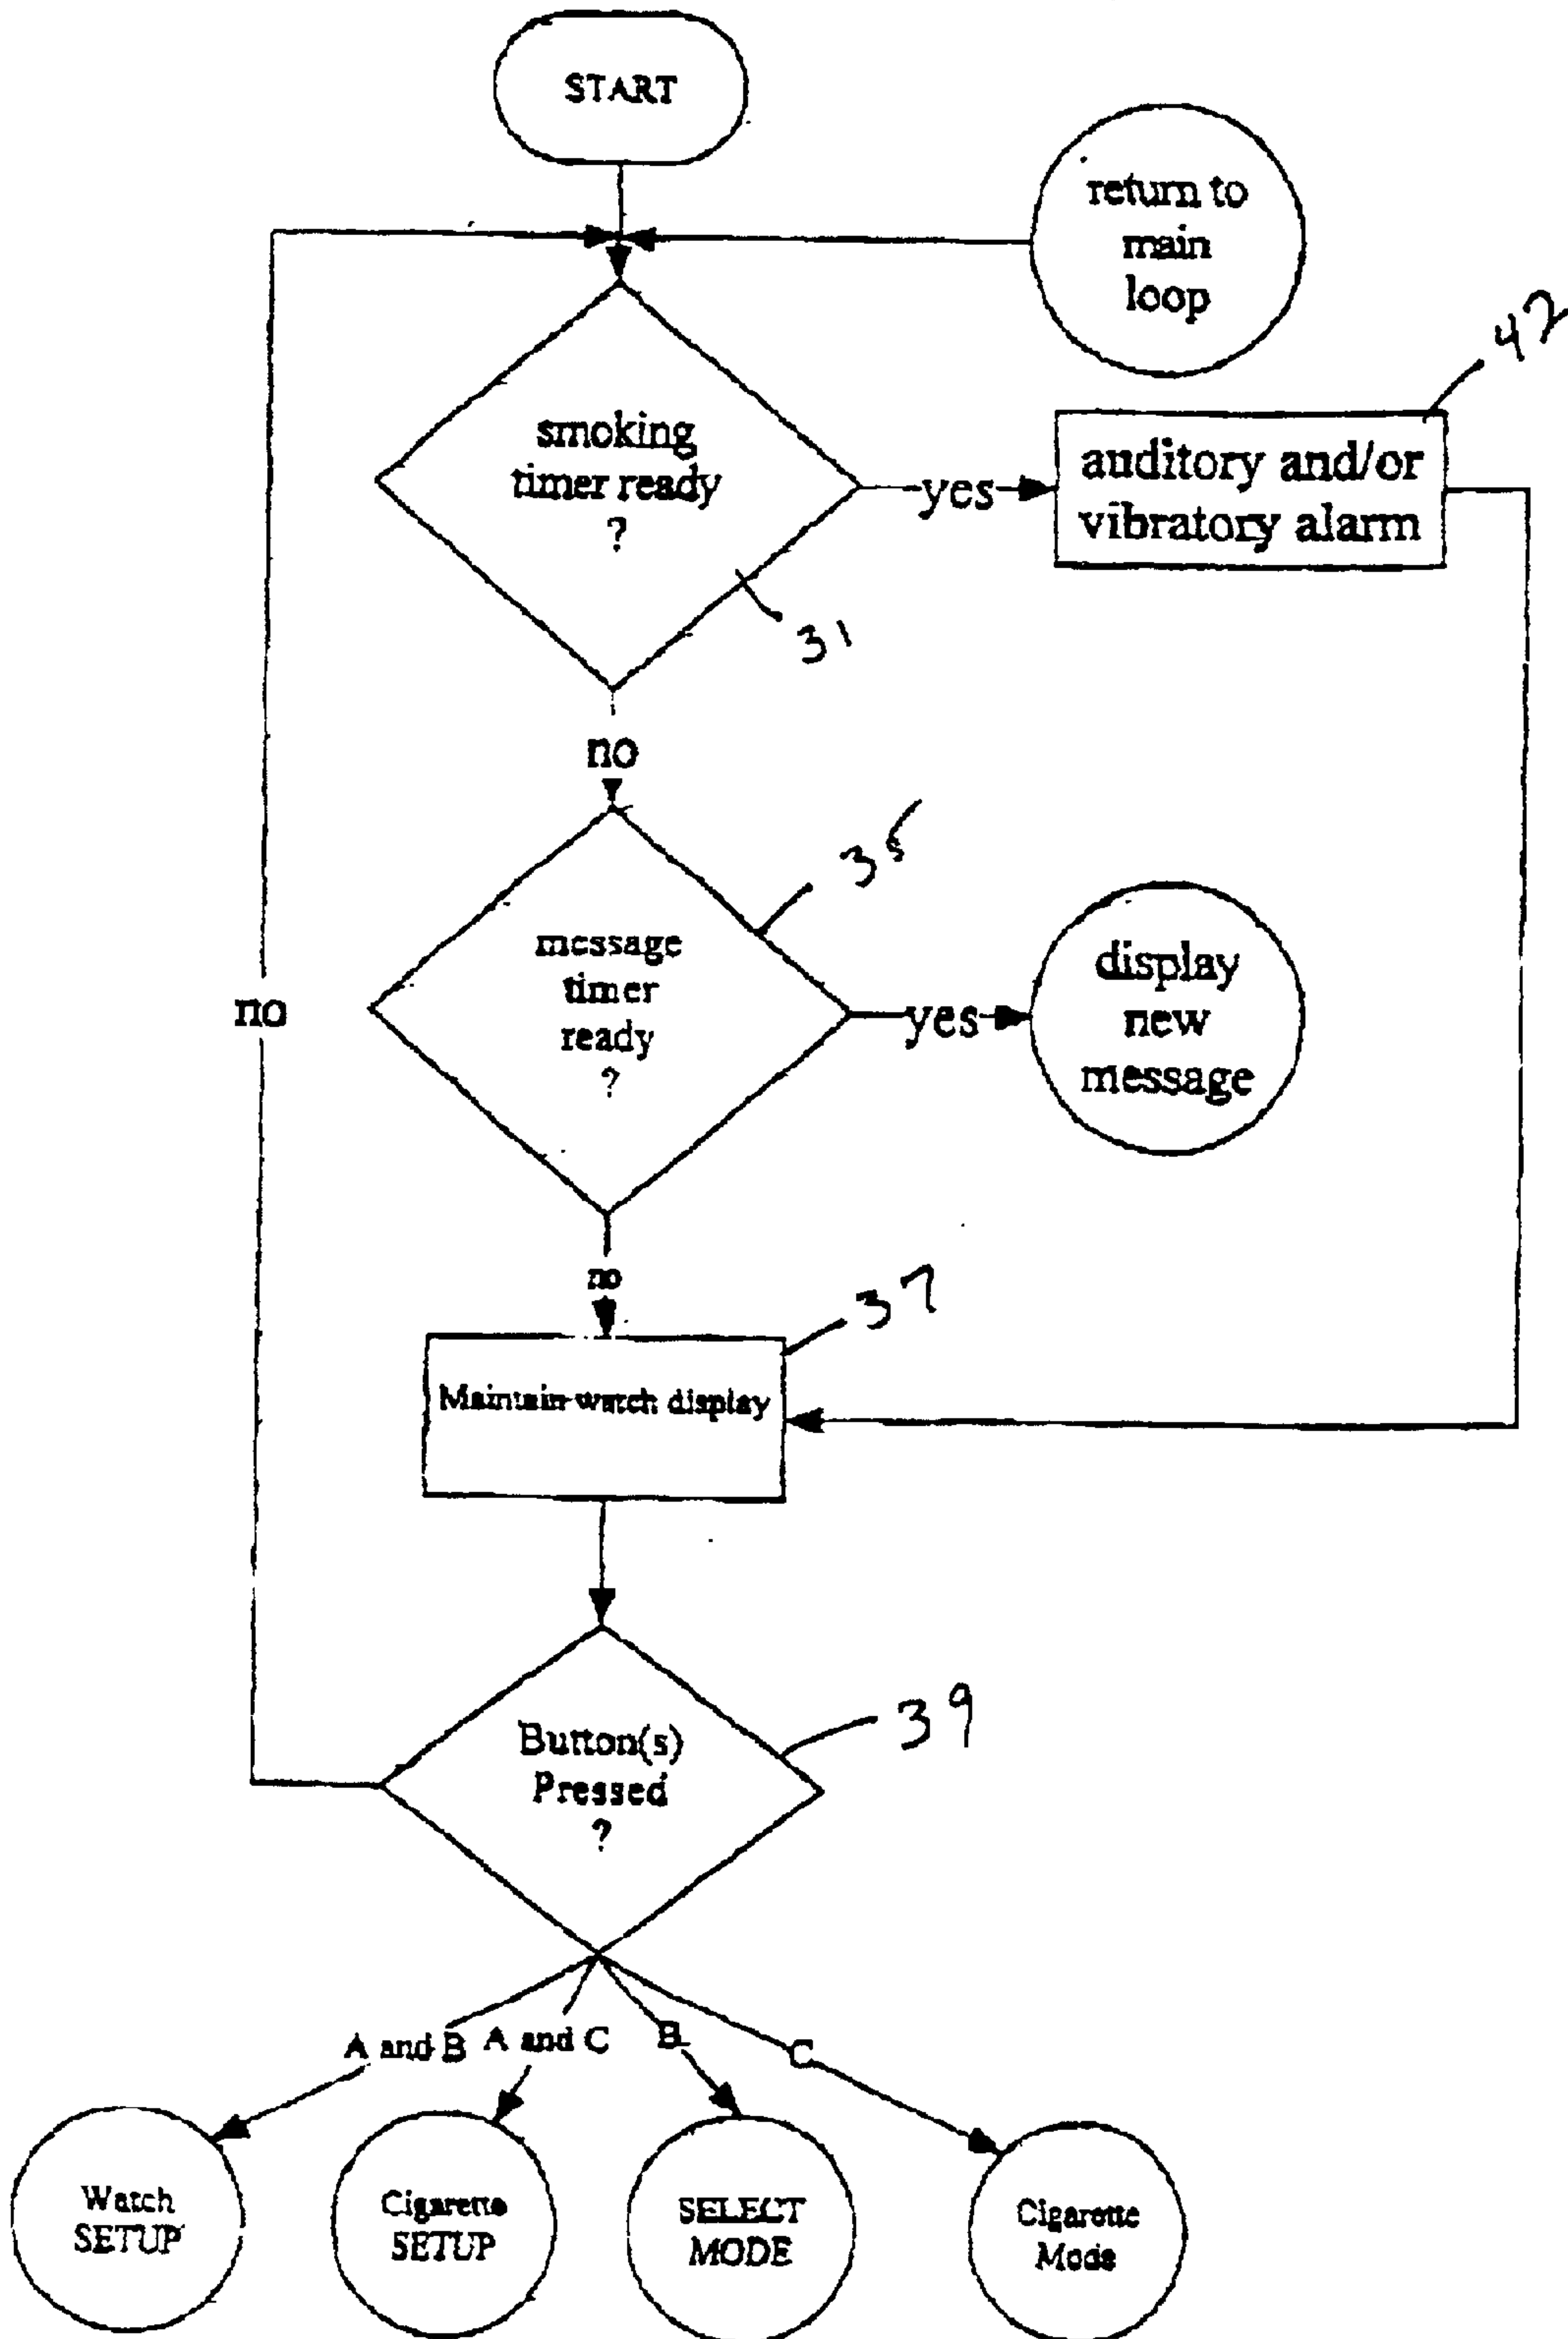 START
return to
main
loop
42
smoking
timer ready
?
yes
auditory and/or
vibratory alarm
31
no
35
message
timer
ready
?
yes
display
new
message
no
no
37
Maintain watch display
39
Button(s)
Pressed
?
A and B
A and C
B
C
Watch
SETUP
Cigarette
SETUP
SELECT
MODE
Cigarette
Mode